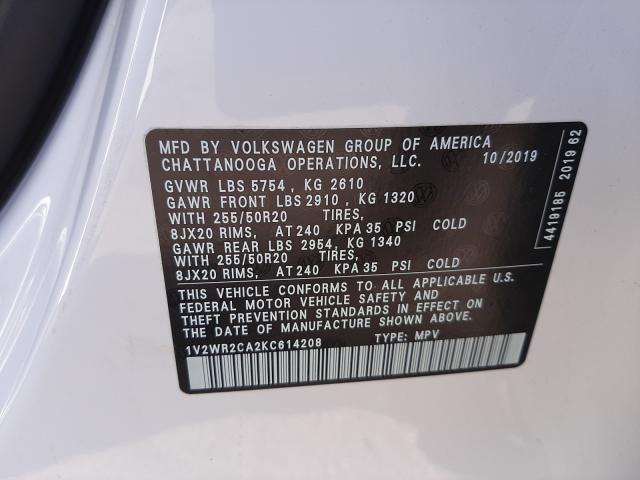 MFD BY VOLKSWAGEN GROUP OF AMERICA
CHATTANOOGA OPERATIONS, LLC. 10/2019
GVWR LBS 5754 , KG 2610
GAWR FRONT LBS 2910 , KG 1320
WITH 255/50R20 TIRES,
8JX20 RIMS, AT 240 KPA 35 PSI COLD
GAWR REAR LBS 2954, KG 1340
WITH 255/50R20 TIRES,
8JX20 RIMS, AT 240 KPA 35 PSI COLD
THIS VEHICLE CONFORMS TO ALL APPLICABLE U.S.
FEDERAL MOTOR VEHICLE SAFETY AND
THEFT PREVENTION STANDARDS IN EFFECT ON
THE DATE OF MANUFACTURE SHOWN ABOVE.
1V2WR2CA2KC614208 TYPE: MPV
4419185 2019 62